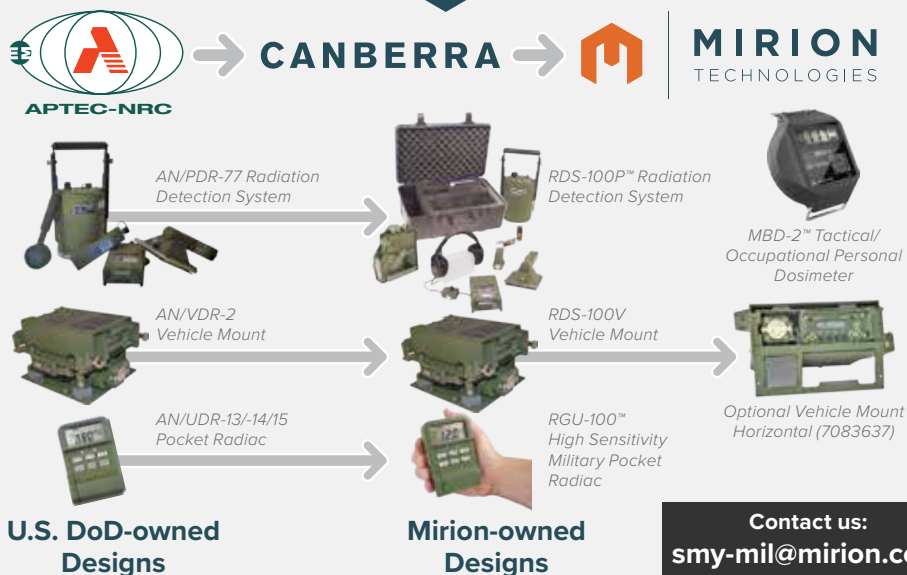 APTEC-NRC
CANBERRA
MIRION
TECHNOLOGIES
AN/PDR-77 Radiation
Detection System
RDS-100P™ Radiation
Detection System
MBD-2™ Tactical/
Occupational Personal
Dosimeter
AN/VDR-2
Vehicle Mount
RDS-100V
Vehicle Mount
Optional Vehicle Mount
Horizontal (7083637)
AN/UDR-13/-14/15
Pocket Radiac
RGU-100™
High Sensitivity
Military Pocket
Radiac
U.S. DoD-owned
Designs
Mirion-owned
Designs
Contact us:
smy-mil@mirion.co